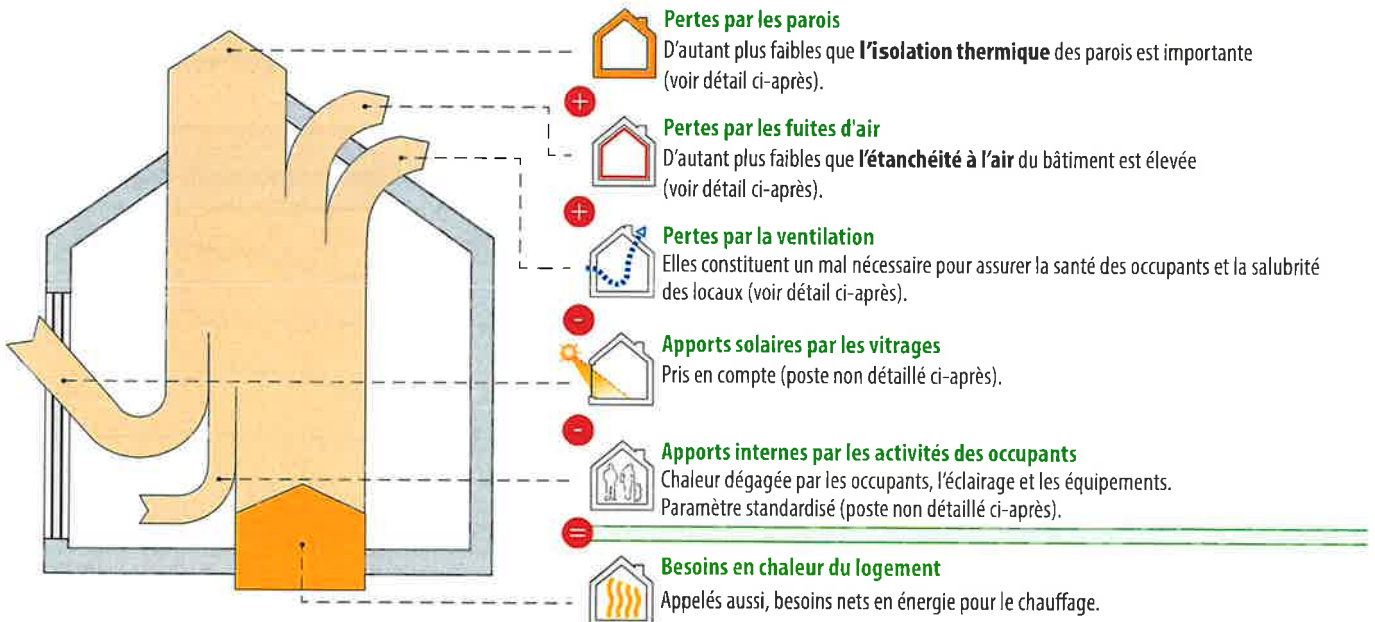 Pertes par les parois
D'autant plus faibles que l'isolation thermique des parois est importante
(voir détail ci-après).
+
Pertes par les fuites d'air
D'autant plus faibles que l'étanchéité à l'air du bâtiment est élevée
(voir détail ci-après).
+
Pertes par la ventilation
Elles constituent un mal nécessaire pour assurer la santé des occupants et la salubrité
des locaux (voir détail ci-après).
-
Apports solaires par les vitrages
Pris en compte (poste non détaillé ci-après).
-
Apports internes par les activités des occupants
Chaleur dégagée par les occupants, l'éclairage et les équipements.
Paramètre standardisé (poste non détaillé ci-après).
=
Besoins en chaleur du logement
Appelés aussi, besoins nets en énergie pour le chauffage.